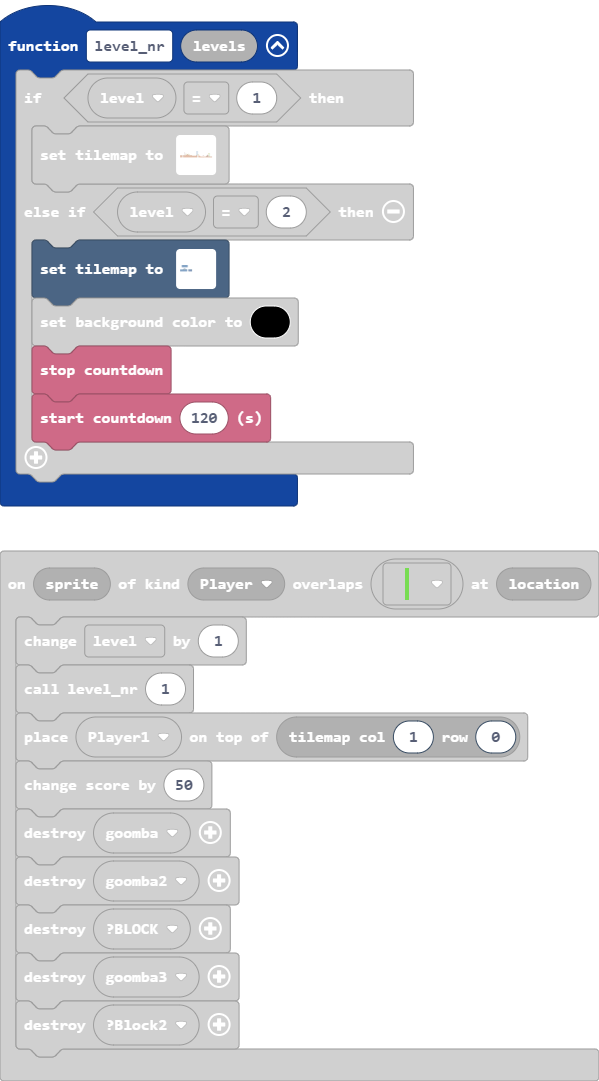 function level_nr levels
if level = 1 then
set tilemap to
else if level = 2 then
set tilemap to
set background color to
stop countdown
start countdown 120 (s)
on sprite of kind Player overlaps at location
change level by 1
call level_nr 1
place Player1 on top of tilemap col 1 row 0
change score by 50
destroy goomba
destroy goomba2
destroy ?BLOCK
destroy goomba3
destroy ?Block2